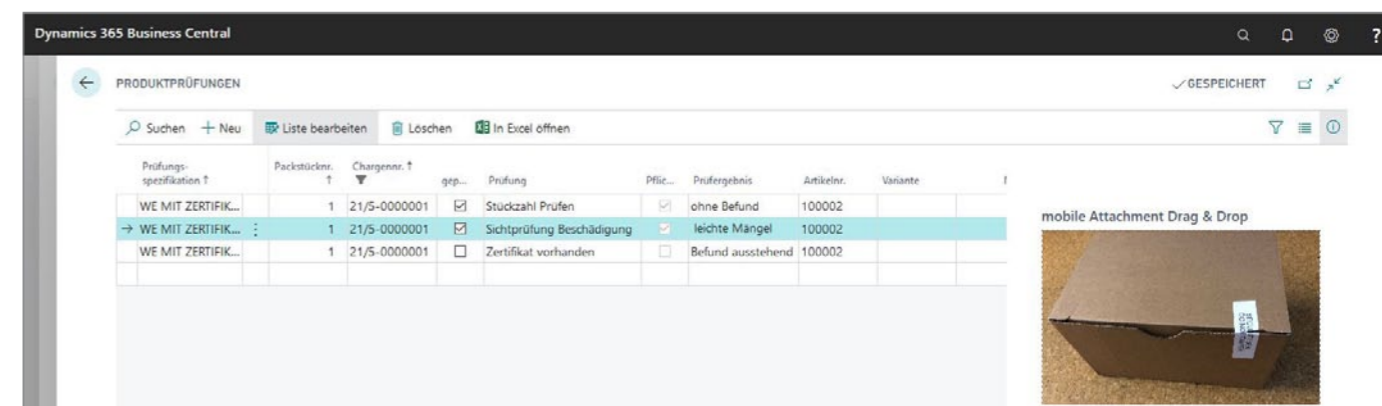 Dynamics 365 Business Central
?
PRODUKTPRÜFUNGEN
GESPEICHERT
Suchen + Neu Liste bearbeiten Löschen In Excel öffnen
Prüfungs-
spezifikation ↑
Packstücknr.
↑
Chargennr. ↑
gep...
Prüfung
Pflic...
Prüfergebnis
Artikelnr.
Variante
WE MIT ZERTIFIK... 1 21/5-0000001 Stückzahl Prüfen ohne Befund 100002
→ WE MIT ZERTIFIK... 1 21/5-0000001 Sichtprüfung Beschädigung leichte Mängel 100002
WE MIT ZERTIFIK... 1 21/5-0000001 Zertifikat vorhanden Befund ausstehend 100002
mobile Attachment Drag & Drop